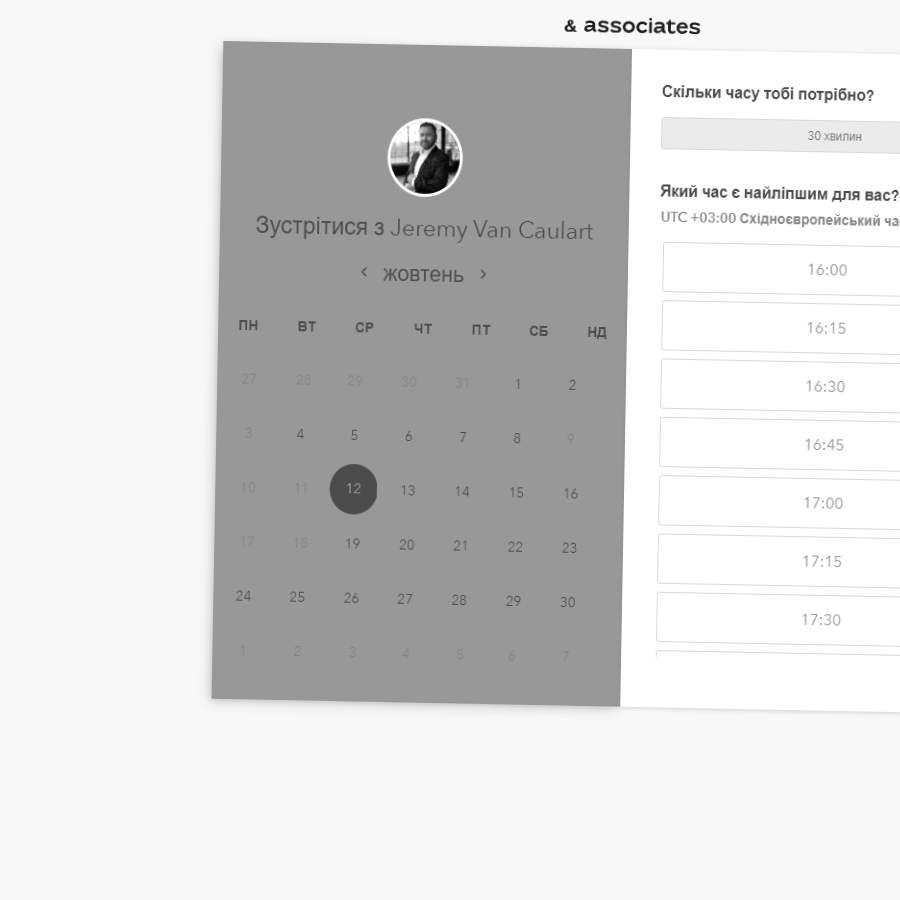 & associates
Зустрітися з Jeremy Van Caulart
‹ жовтень ›
ПН ВТ СР ЧТ ПТ СБ НД
27 28 29 30 31 1 2
3 4 5 6 7 8 9
10 11 12 13 14 15 16
17 18 19 20 21 22 23
24 25 26 27 28 29 30
1 2 3 4 5 6 7
Скільки часу тобі потрібно?
30 хвилин
Який час є найліпшим для вас?
UTC +03:00 Східноєвропейський
16:00
16:15
16:30
16:45
17:00
17:15
17:30